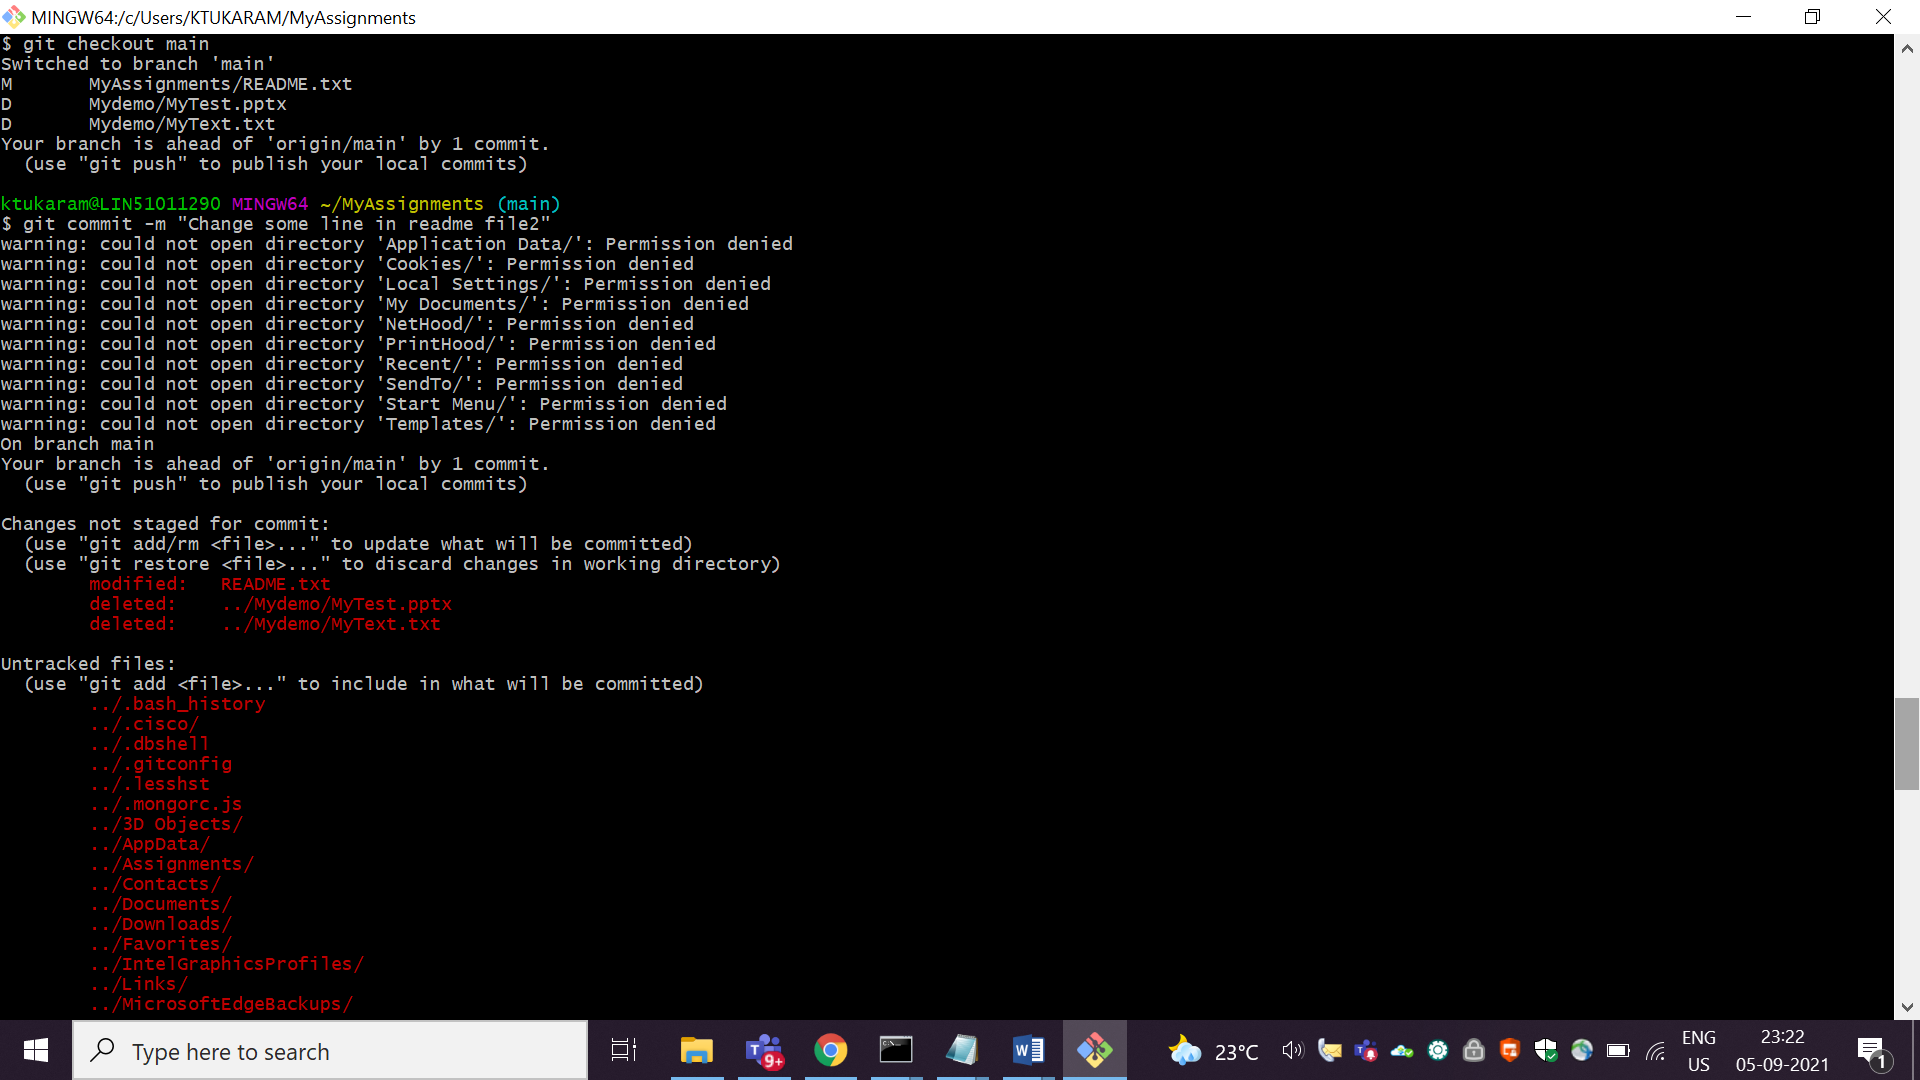 MINGW64:/c/Users/KTUKARAM/MyAssignments
$ git checkout main
Switched to branch 'main'
M       MyAssignments/README.txt
D       Mydemo/MyTest.pptx
D       Mydemo/MyText.txt
Your branch is ahead of 'origin/main' by 1 commit.
  (use "git push" to publish your local commits)
ktukaram@LIN51011290 MINGW64 ~/MyAssignments (main)
$ git commit -m "Change some line in readme file2"
warning: could not open directory 'Application Data/': Permission denied
warning: could not open directory 'Cookies/': Permission denied
warning: could not open directory 'Local Settings/': Permission denied
warning: could not open directory 'My Documents/': Permission denied
warning: could not open directory 'NetHood/': Permission denied
warning: could not open directory 'PrintHood/': Permission denied
warning: could not open directory 'Recent/': Permission denied
warning: could not open directory 'SendTo/': Permission denied
warning: could not open directory 'Start Menu/': Permission denied
warning: could not open directory 'Templates/': Permission denied
On branch main
Your branch is ahead of 'origin/main' by 1 commit.
  (use "git push" to publish your local commits)
Changes not staged for commit:
  (use "git add/rm <file>..." to update what will be committed)
  (use "git restore <file>..." to discard changes in working directory)
        modified:   README.txt
        deleted:    ../Mydemo/MyTest.pptx
        deleted:    ../Mydemo/MyText.txt
Untracked files:
  (use "git add <file>..." to include in what will be committed)
        ../.bash_history
        ../.cisco/
        ../.dbshell
        ../.gitconfig
        ../.lesshst
        ../.mongorc.js
        ../3D Objects/
        ../AppData/
        ../Assignments/
        ../Contacts/
        ../Documents/
        ../Downloads/
        ../Favorites/
        ../IntelGraphicsProfiles/
        ../Links/
        ../MicrosoftEdgeBackups/
Type here to search
9+
23°C
ENG
US
23:22
05-09-2021
1